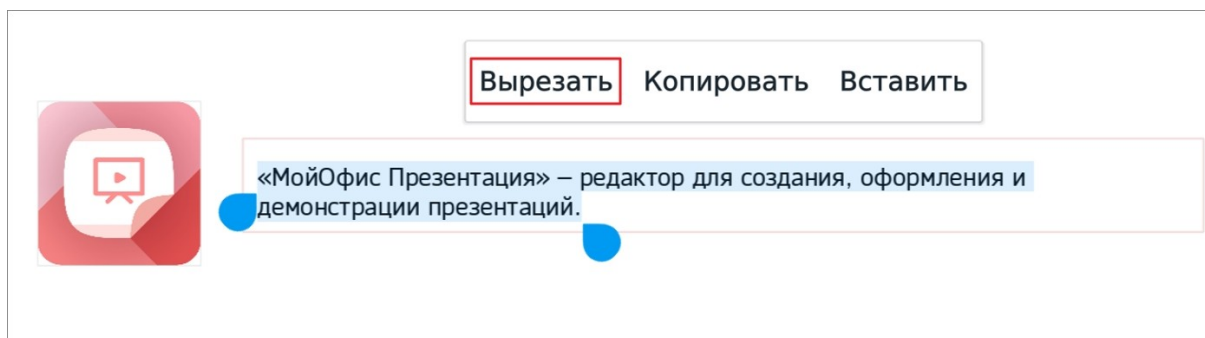 Вырезать Копировать Вставить
«МойОфис Презентация» – редактор для создания, оформления и
демонстрации презентаций.